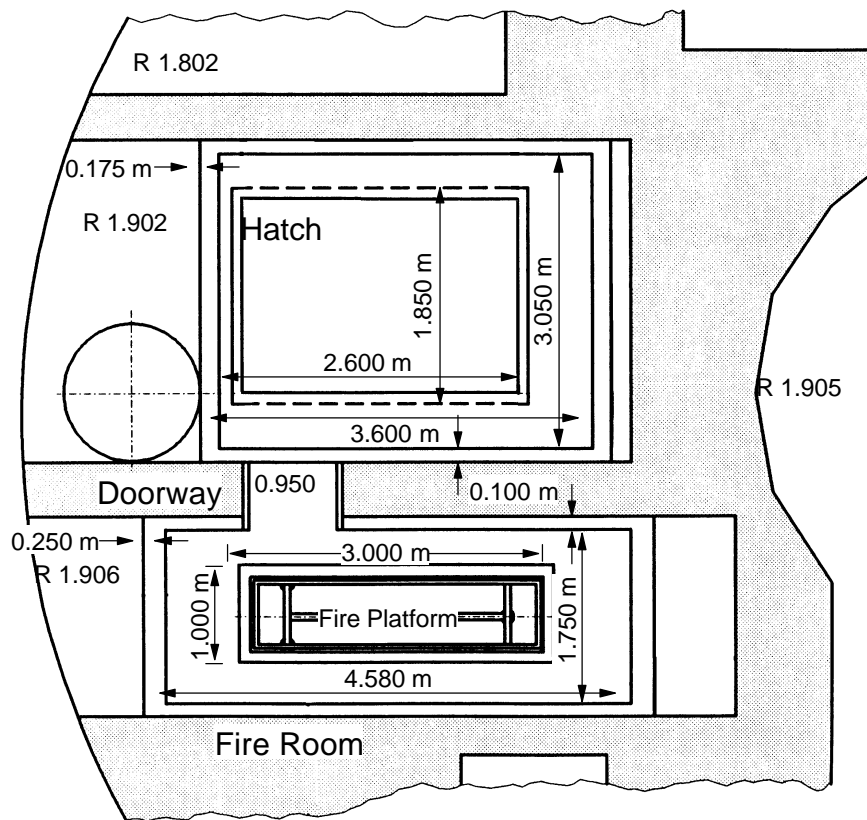 R 1.802
0.175 m
R 1.902
Hatch
1.850 m
3.050 m
2.600 m
R 1.905
3.600 m
Doorway
0.950
0.100 m
0.250 m
3.000 m
R 1.906
1.000 m
Fire Platform
1.750 m
4.580 m
Fire Room